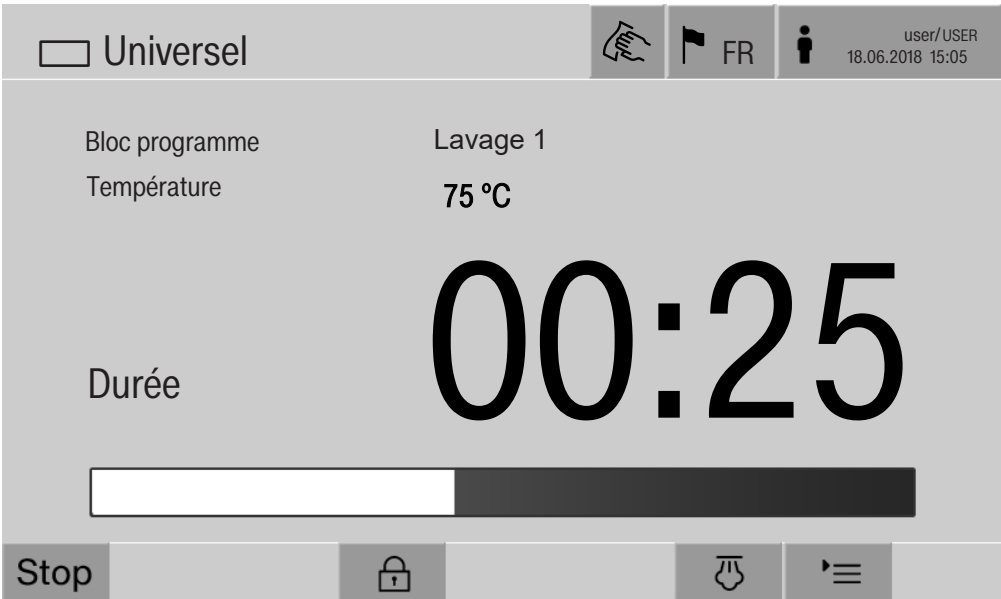 Universel
FR
user/USER
18.06.2018 15:05
Bloc programme
Lavage 1
Température
75 ºC
Durée
00:25
Stop